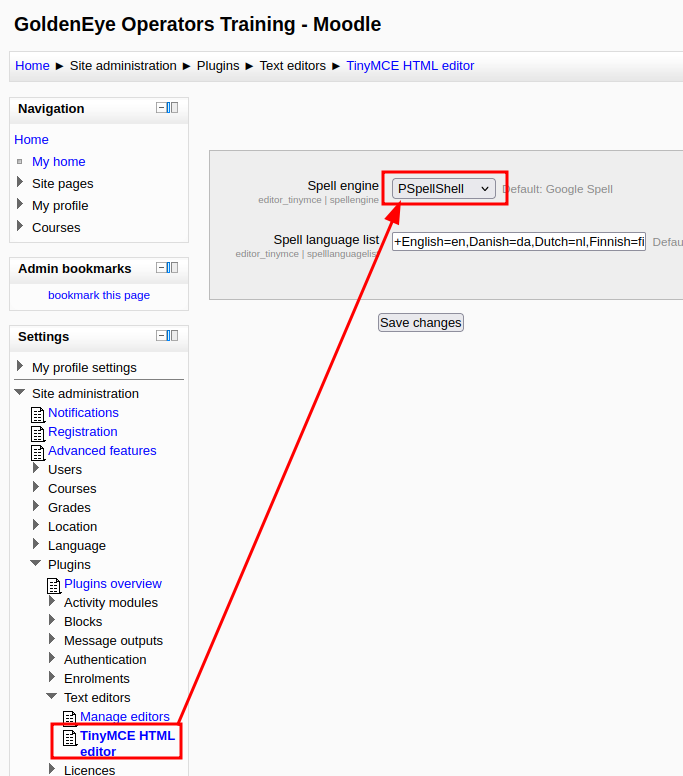 GoldenEye Operators Training - Moodle
Home ► Site administration ► Plugins ► Text editors ► TinyMCE HTML editor
Navigation
Home
My home
Site pages
My profile
Courses
Admin bookmarks
bookmark this page
Settings
My profile settings
Site administration
Notifications
Registration
Advanced features
Users
Courses
Grades
Location
Language
Plugins
Plugins overview
Activity modules
Blocks
Message outputs
Authentication
Enrolments
Text editors
Manage editors
TinyMCE HTML
editor
Licences
Spell engine PSpellShell Default: Google Spell
editor_tinymce | spellengine
Spell language list +English=en,Danish=da,Dutch=nl,Finnish=fi Defau
editor_tinymce | spelllanguagelist
Save changes